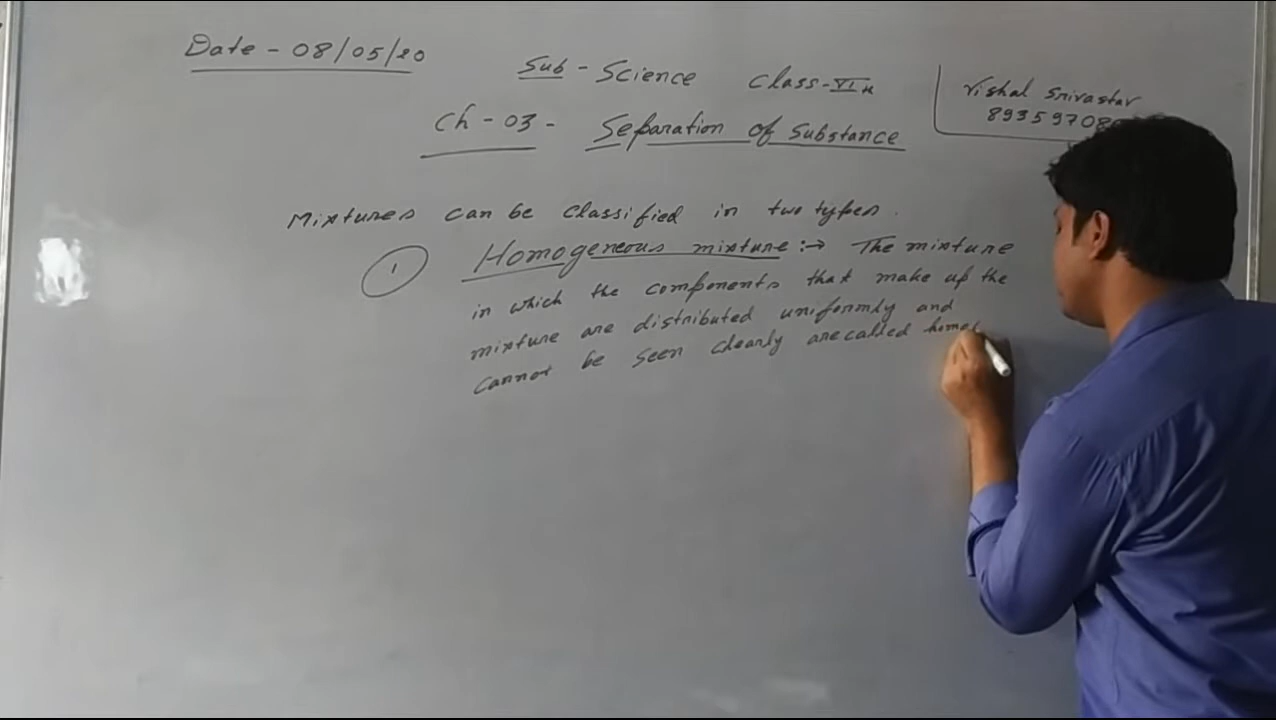 Date - 08/05/20
Sub - Science Class - VI th
Vishal Srivastav
Ch - 03 - Separation of Substance
Mixtures can be classified in two types.
1 Homogeneous mixture :→ The mixture
in which the components that make up the
mixture are distributed uniformly and
cannot be seen clearly are called